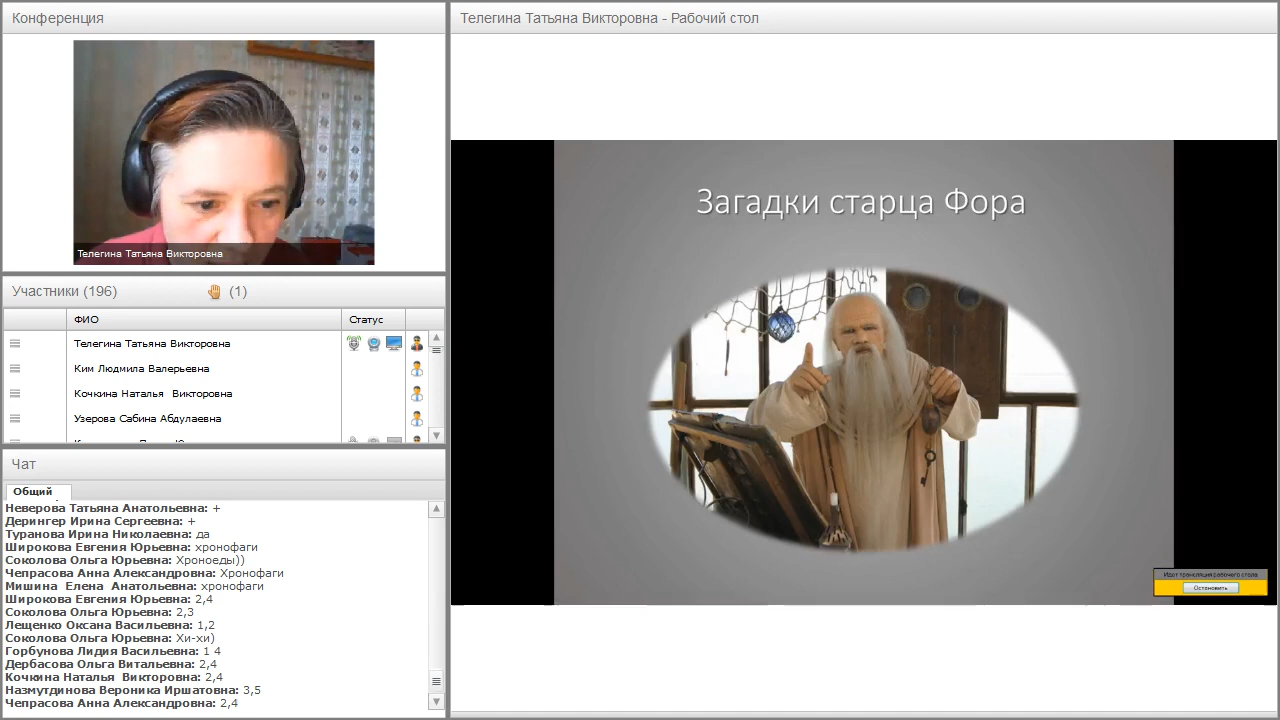 Конференция
Телегина Татьяна Викторовна
Участники (196) (1)
ФИО Статус
Телегина Татьяна Викторовна
Ким Людмила Валерьевна
Кочкина Наталья Викторовна
Узерова Сабина Абдулаевна
Чат
Общий
Неверова Татьяна Анатольевна: +
Дерингер Ирина Сергеевна: +
Туранова Ирина Николаевна: да
Широкова Евгения Юрьевна: хронофаги
Соколова Ольга Юрьевна: Хроноеды))
Чепрасова Анна Александровна: Хронофаги
Мишина Елена Анатольевна: хронофаги
Широкова Евгения Юрьевна: 2,4
Соколова Ольга Юрьевна: 2,3
Лещенко Оксана Васильевна: 1,2
Соколова Ольга Юрьевна: Хи-хи)
Горбунова Лидия Васильевна: 1 4
Дербасова Ольга Витальевна: 2,4
Кочкина Наталья Викторовна: 2,4
Назмутдинова Вероника Иршатовна: 3,5
Чепрасова Анна Александровна: 2,4
Телегина Татьяна Викторовна - Рабочий стол
Загадки старца Фора
Идет трансляция рабочего стола
Остановить